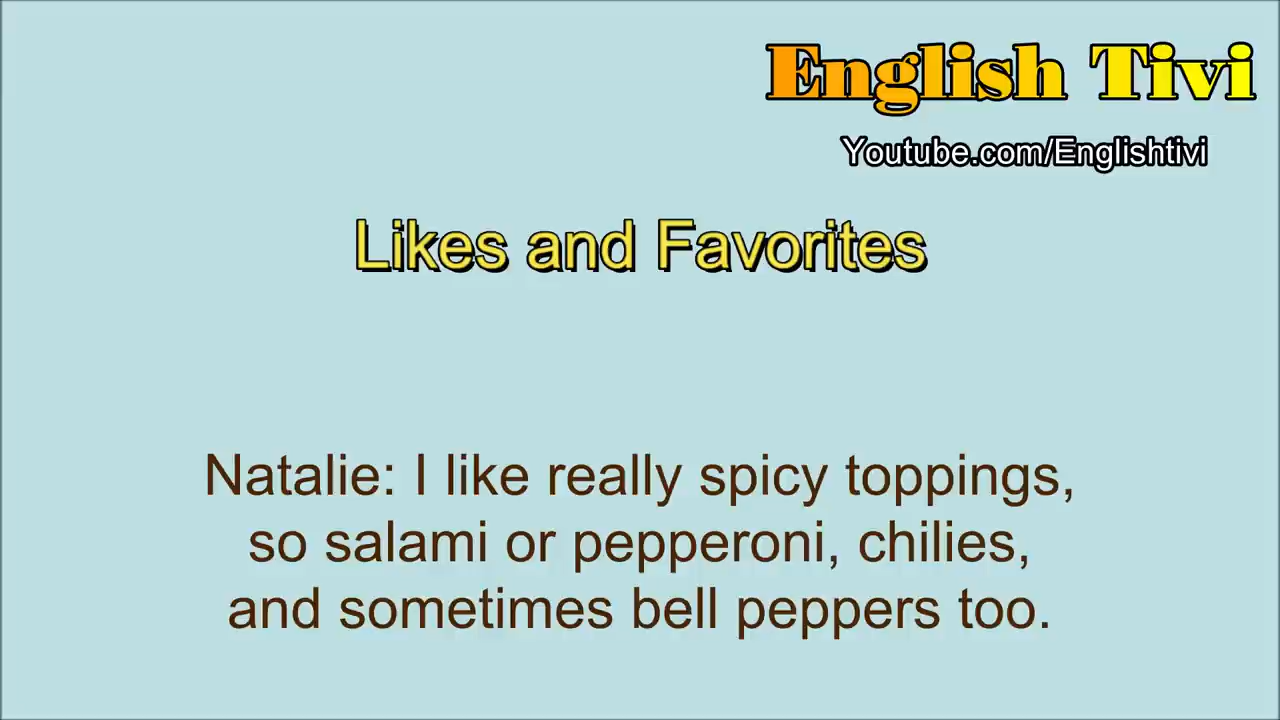 English Tivi
Youtube.com/Englishtivi
Likes and Favorites
Natalie: I like really spicy toppings,
so salami or pepperoni, chilies,
and sometimes bell peppers too.